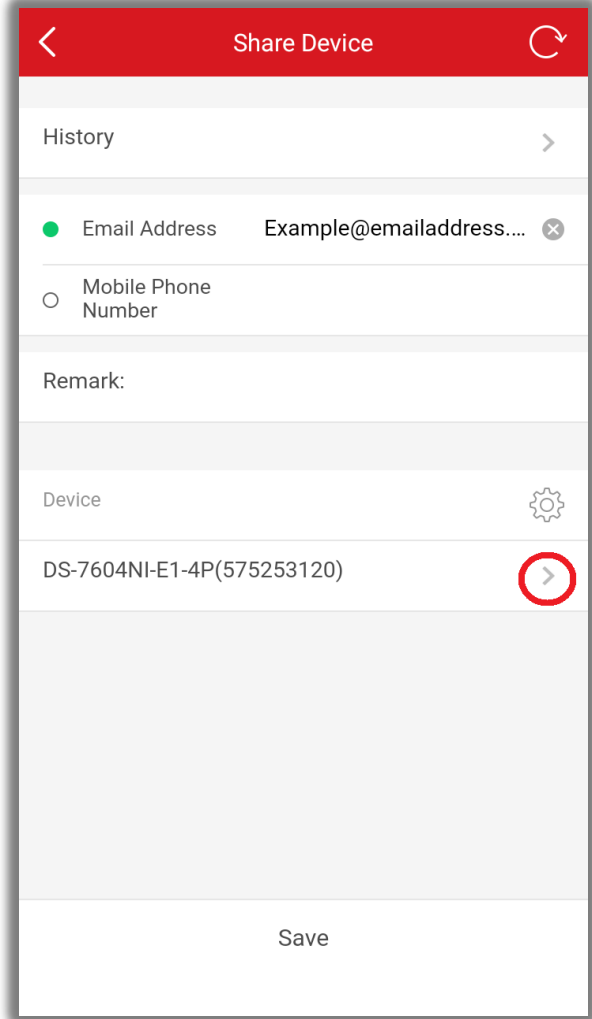 Share Device
History
Email Address Example@emailaddress....
Mobile Phone
Number
Remark:
Device
DS-7604NI-E1-4P(575253120)
Save